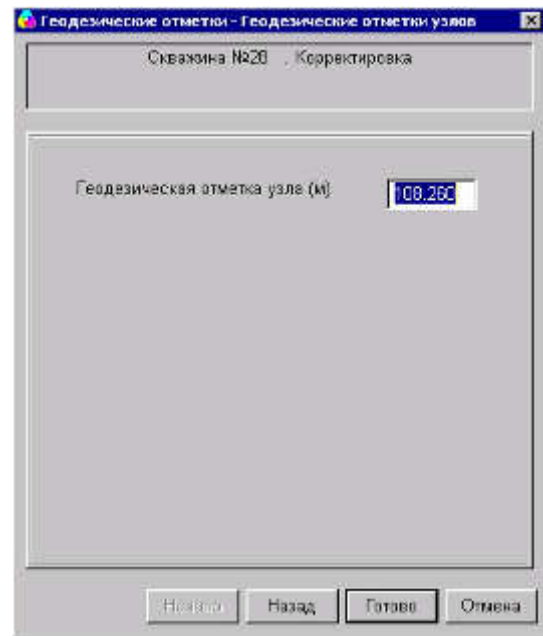 Геодезические отметки - Геодезические отметки узлов
Скважина №28 . Корректировка
Геодезическая отметка узла (м) 108.260
Назад Готово Отмена